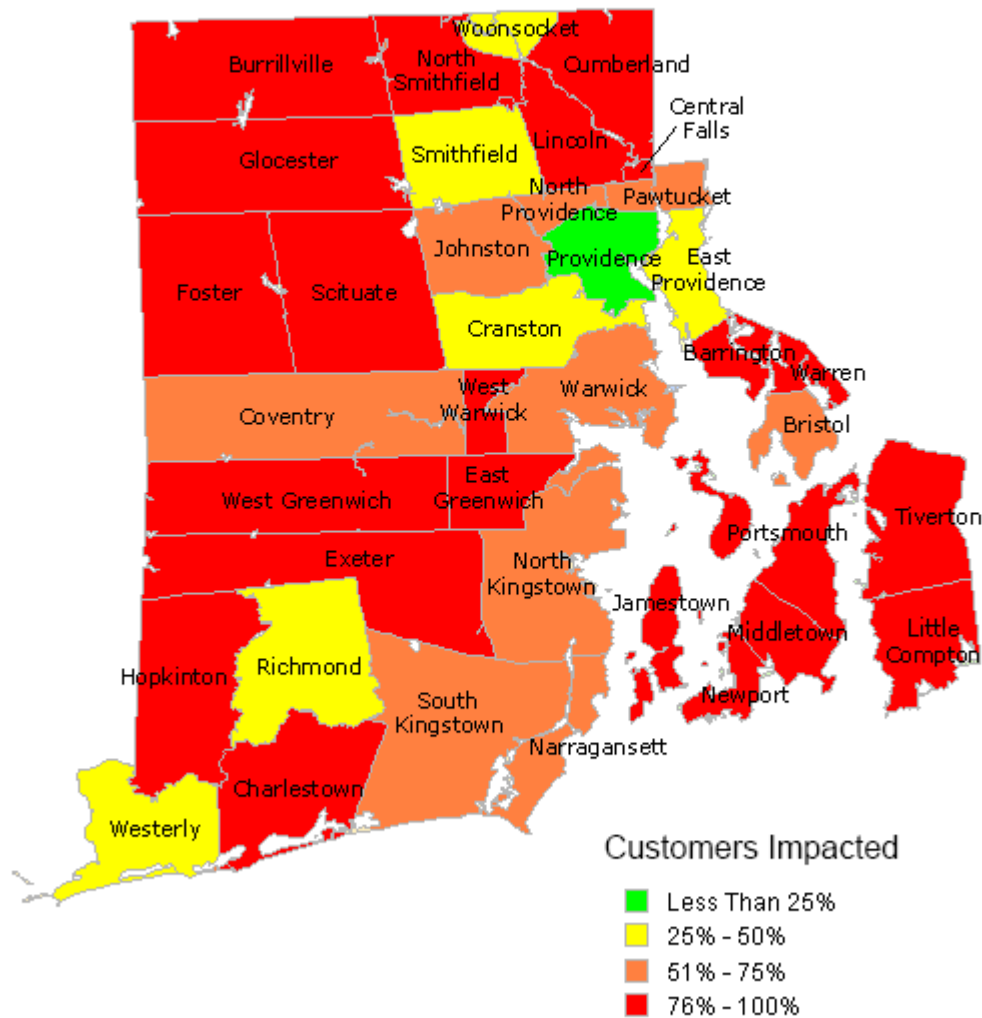 Woonsocket
Burrillville
North
Smithfield
Cumberland
Central
Falls
Glocester
Smithfield
Lincoln
North
Providence
Pawtucket
Johnston
Providence
East
Providence
Foster
Scituate
Cranston
Barrington
Warren
Coventry
West
Warwick
Warwick
Bristol
West Greenwich
East
Greenwich
Portsmouth
Tiverton
Exeter
North
Kingstown
Jamestown
Middletown
Little
Compton
Hopkinton
Richmond
South
Kingstown
Newport
Narragansett
Charlestown
Westerly
Customers Impacted
Less Than 25%
25% - 50%
51% - 75%
76% - 100%